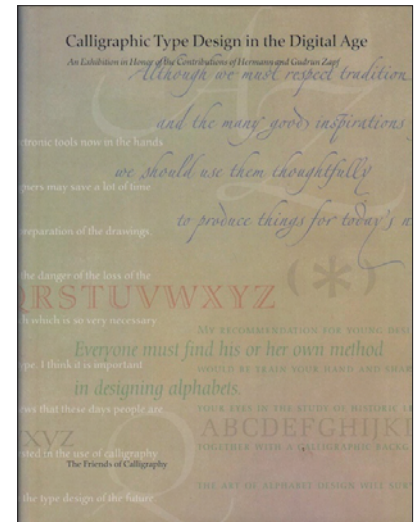 Calligraphic Type Design in the Digital Age
An Exhibition in Honor of the Contributions of Hermann and Gudrun Zapf
Although we must respect tradition
and the many good inspirations
ctronic tools now in the hands
we should use them thoughtfully
gners may save a lot of time
to produce things for today's n
preparation of the drawings.
the danger of the loss of the
QRSTUVWXYZ
(*)
h which is so very necessary
MY RECOMMENDATION FOR YOUNG DES
Everyone must find his or her own method
ype. I think it is important
WOULD BE TRAIN YOUR HAND AND SHAR
in designing alphabets.
ews that these days people are
YOUR EYES IN THE STUDY OF HISTORIC LE
XYZ
ABCDEFGHIJKL
ested in the use of calligraphy
TOGETHER WITH A CALLIGRAPHIC BACKG
The Friends of Calligraphy
THE ART OF ALPHABET DESIGN WILL SUR
the type design of the future